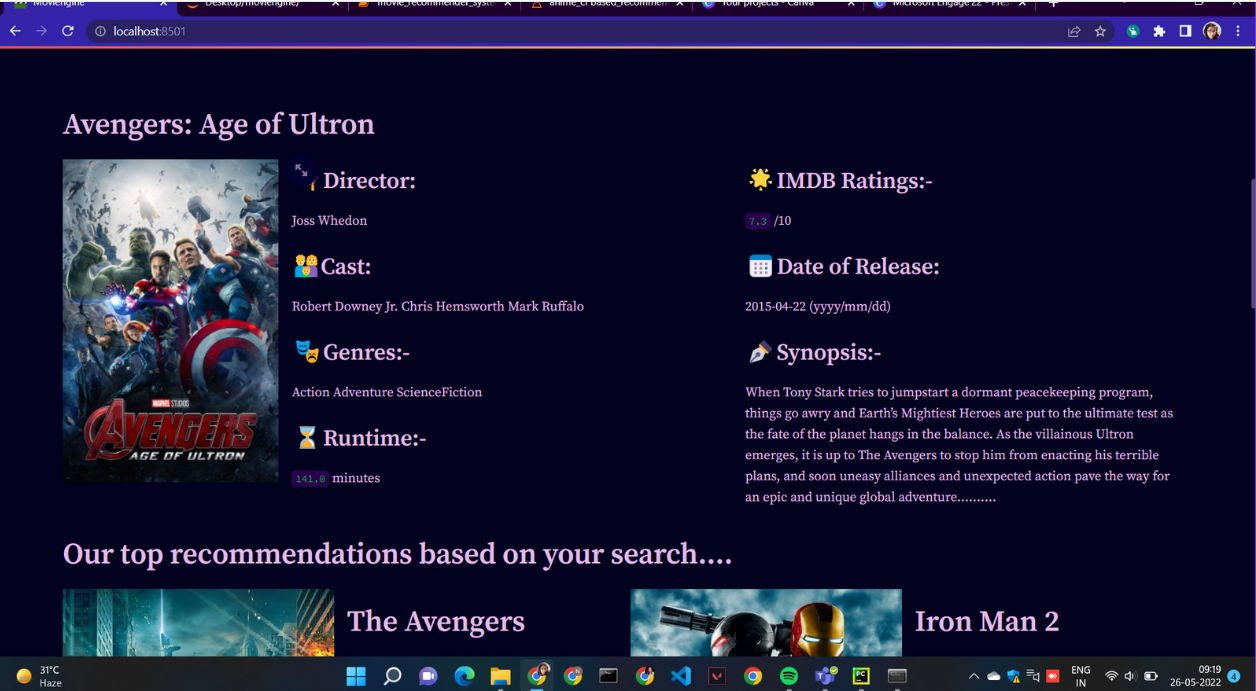 Moviengine
Desktop/moviengine/
movie_recommender_syste
anime_cf based_recommen
Your projects - Canva
Microsoft Engage 22 - Pres
localhost:8501
Avengers: Age of Ultron
Director:
Joss Whedon
Cast:
Robert Downey Jr. Chris Hemsworth Mark Ruffalo
Genres:-
Action Adventure ScienceFiction
Runtime:-
141.0 minutes
IMDB Ratings:-
7.3 /10
Date of Release:
2015-04-22 (yyyy/mm/dd)
Synopsis:-
When Tony Stark tries to jumpstart a dormant peacekeeping program,
things go awry and Earth's Mightiest Heroes are put to the ultimate test as
the fate of the planet hangs in the balance. As the villainous Ultron
emerges, it is up to The Avengers to stop him from enacting his terrible
plans, and soon uneasy alliances and unexpected action pave the way for
an epic and unique global adventure..........
MARVEL STUDIOS
AVENGERS
AGE OF ULTRON
Our top recommendations based on your search....
The Avengers
Iron Man 2
31°C
Haze
ENG
IN
09:19
26-05-2022
4